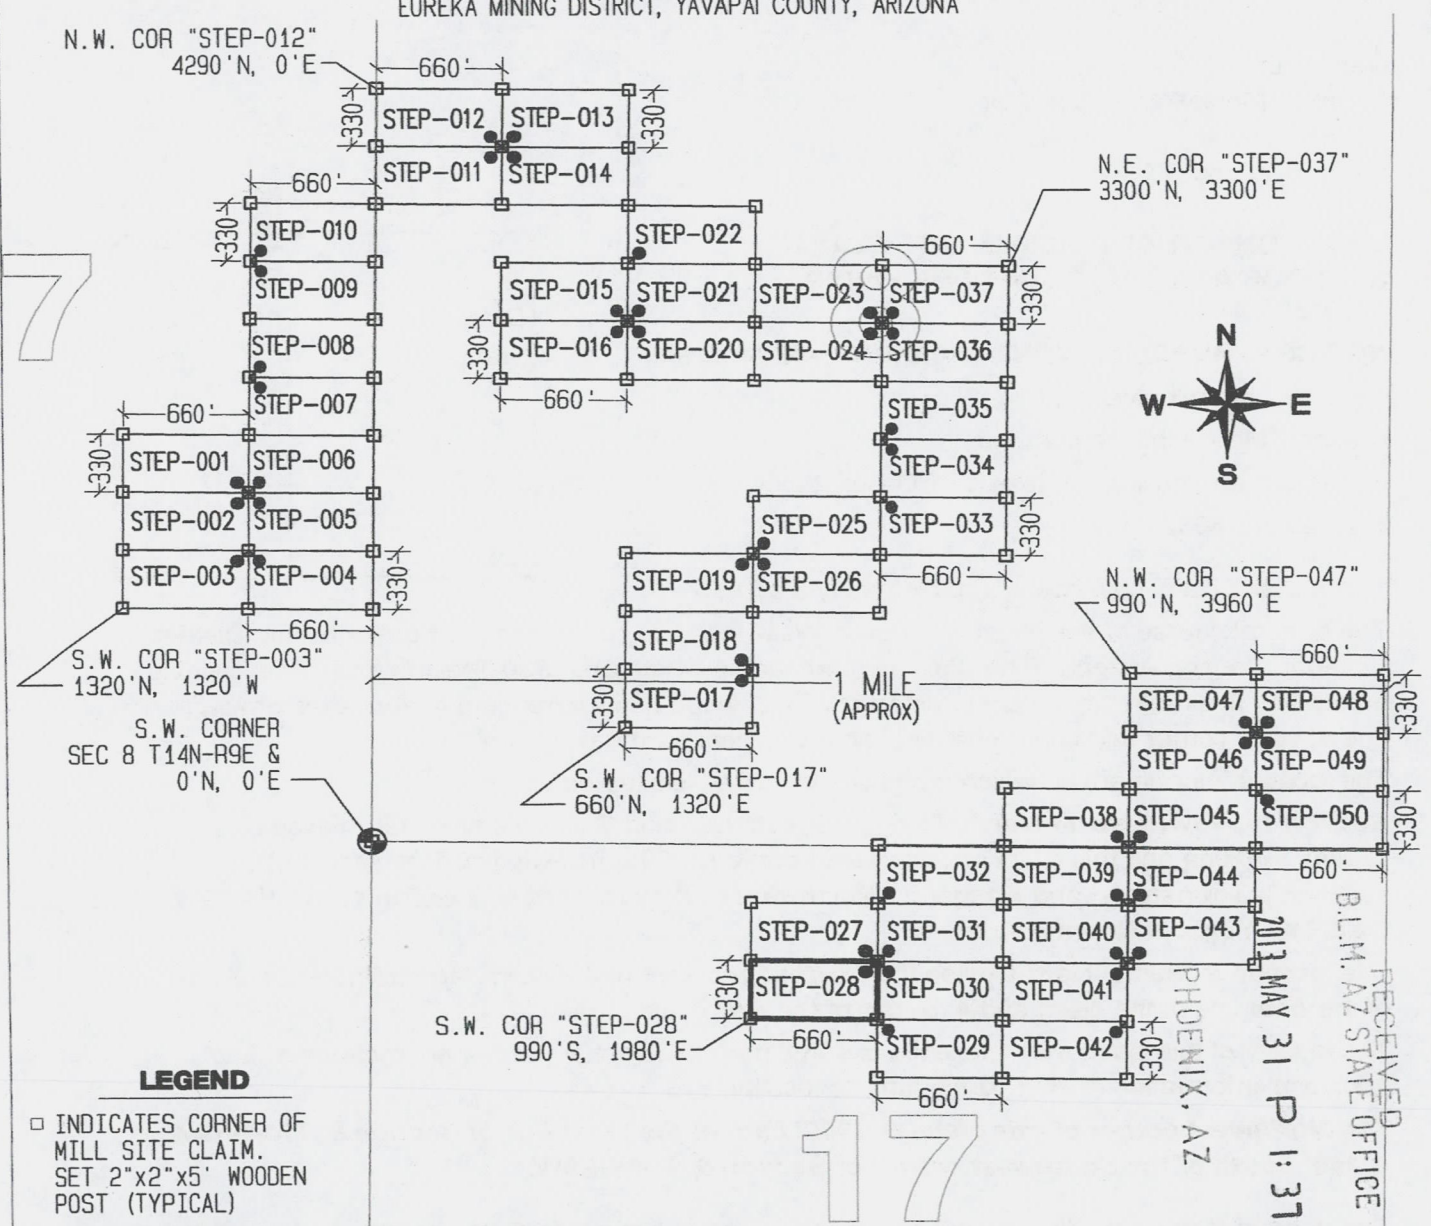 EUREKA MINING DISTRICT, YAVAPAI COUNTY, ARIZONA
N.W. COR "STEP-012"
4290'N, 0'E
660'
330'
STEP-012
STEP-013
330'
STEP-011
STEP-014
N.E. COR "STEP-037"
3300'N, 3300'E
660'
330'
STEP-010
STEP-022
660'
7
STEP-009
STEP-015
STEP-021
STEP-023
8
STEP-037
330'
STEP-008
330'
STEP-016
STEP-020
STEP-024
STEP-036
N
W
E
S
660'
STEP-007
660'
STEP-035
330'
STEP-001
STEP-006
STEP-034
STEP-002
STEP-005
STEP-025
STEP-033
330'
STEP-003
STEP-004
330'
STEP-019
STEP-026
660'
N.W. COR "STEP-047"
990'N, 3960'E
660'
S.W. COR "STEP-003"
1320'N, 1320'W
STEP-018
660'
330'
STEP-017
1 MILE
(APPROX)
STEP-047
STEP-048
330'
S.W. CORNER
SEC 8 T14N-R9E &
0'N, 0'E
660'
STEP-046
STEP-049
S.W. COR "STEP-017"
660'N, 1320'E
STEP-038
STEP-045
STEP-050
330'
STEP-032
STEP-039
STEP-044
660'
STEP-027
STEP-031
STEP-040
STEP-043
330'
STEP-028
STEP-030
STEP-041
S.W. COR "STEP-028"
990'S, 1980'E
660'
STEP-029
STEP-042
330'
660'
17
RECEIVED
B.L.M. AZ STATE OFFICE
2013 MAY 31 P 1:31
PHOENIX, AZ
LEGEND
INDICATES CORNER OF
MILL SITE CLAIM.
SET 2"x2"x5' WOODEN
POST (TYPICAL)